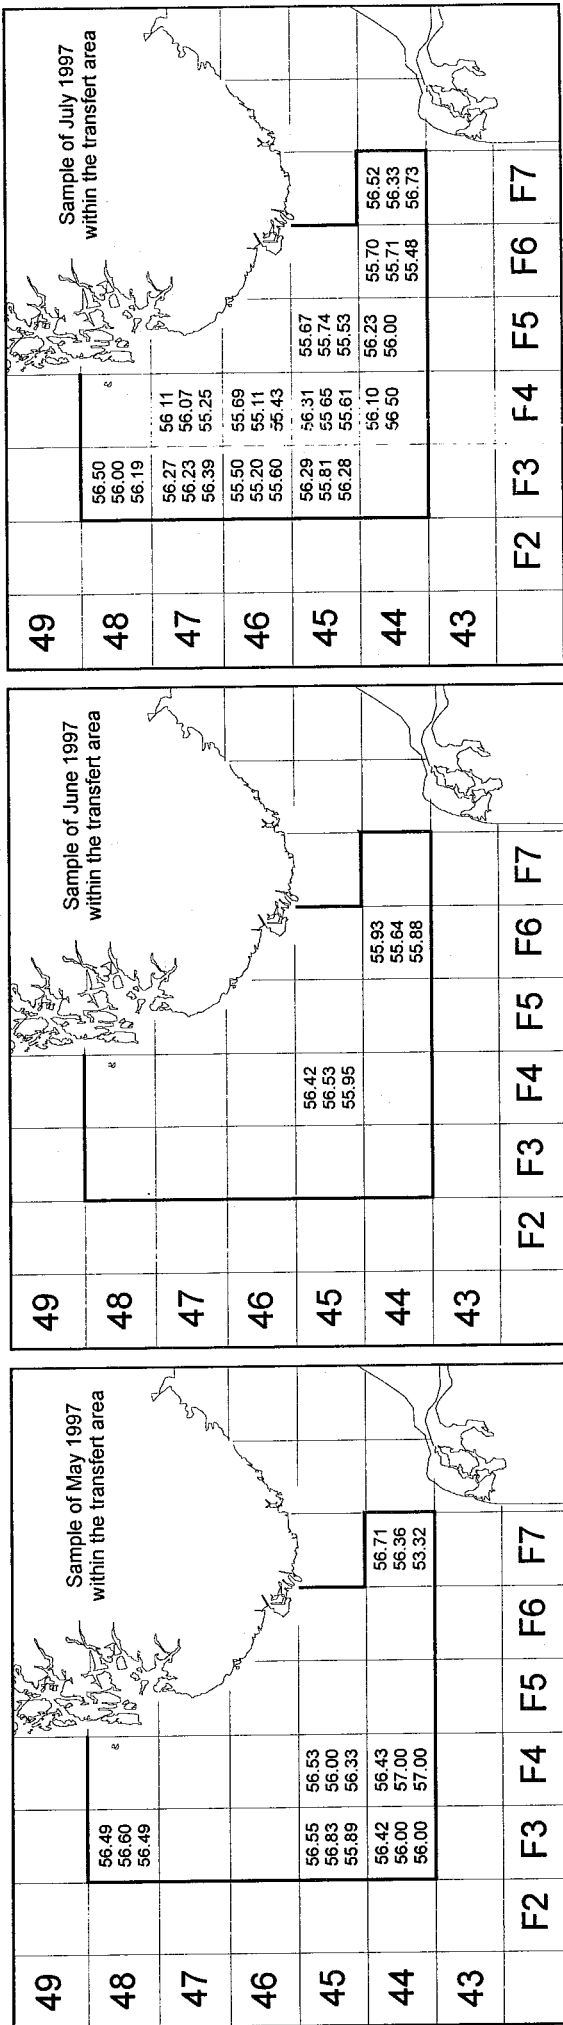 Sample of May 1997
within the transfert area
49
48
56.49
56.60
56.49
47
46
45
56.55 56.53
56.83 56.00
55.89 56.33
44
56.42 56.43 56.71
56.00 57.00 56.36
56.00 57.00 53.32
43
F2 F3 F4 F5 F6 F7
Sample of June 1997
within the transfert area
49
48
47
46
45
56.42
56.53
55.95
44
55.93
55.64
55.88
43
F2 F3 F4 F5 F6 F7
Sample of July 1997
within the transfert area
49
48
56.50
56.00
56.19
47
56.27 56.11
56.23 56.07
56.39 55.25
46
55.50 55.69
55.20 55.11
55.60 55.43
45
56.29 56.31 55.67
55.81 55.65 55.74
56.28 55.61 55.53
44
56.10 56.23 55.70 56.52
56.50 56.00 55.71 56.33
55.48 56.73
43
F2 F3 F4 F5 F6 F7